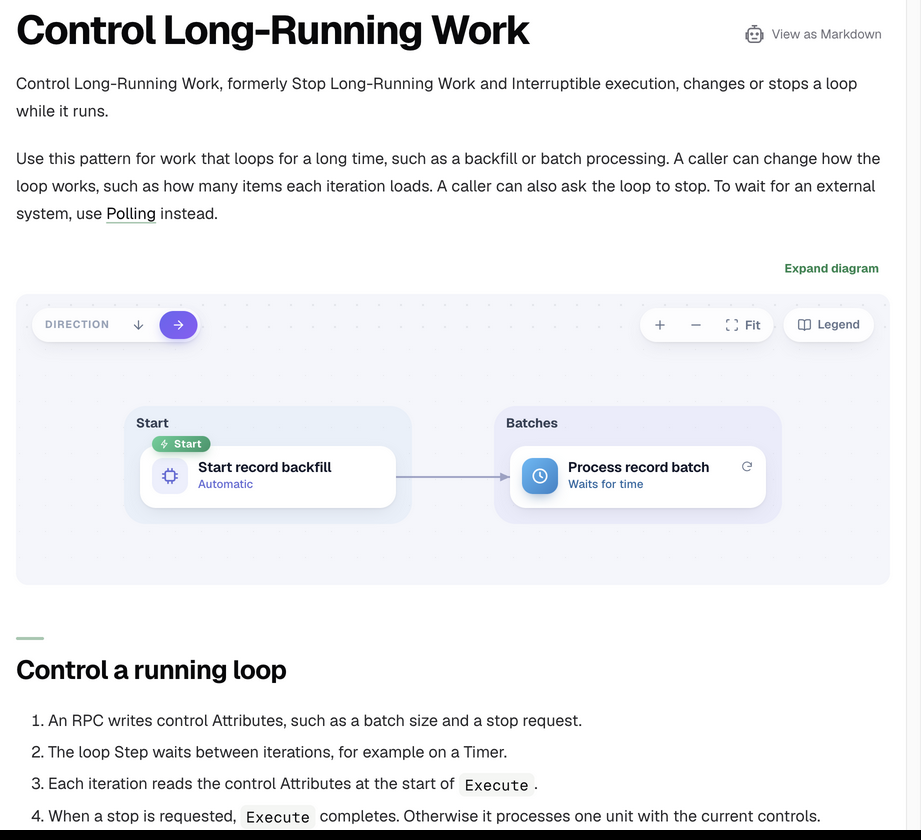 Control Long-Running Work
View as Markdown
Control Long-Running Work, formerly Stop Long-Running Work and Interruptible execution, changes or stops a loop
while it runs.
Use this pattern for work that loops for a long time, such as a backfill or batch processing. A caller can change how the
loop works, such as how many items each iteration loads. A caller can also ask the loop to stop. To wait for an external
system, use Polling instead.
Expand diagram
DIRECTION
Fit
Legend
Start
Start
Start record backfill
Automatic
Batches
Process record batch
Waits for time
Control a running loop
1. An RPC writes control Attributes, such as a batch size and a stop request.
2. The loop Step waits between iterations, for example on a Timer.
3. Each iteration reads the control Attributes at the start of Execute.
4. When a stop is requested, Execute completes. Otherwise it processes one unit with the current controls.